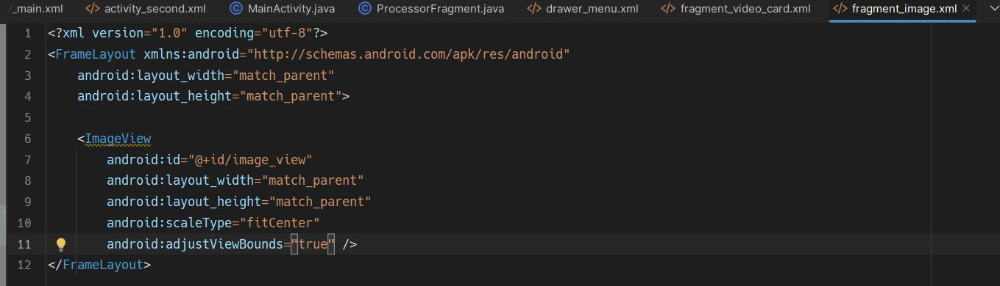 _main.xml activity_second.xml MainActivity.java ProcessorFragment.java drawer_menu.xml fragment_video_card.xml fragment_image.xml
1 <?xml version="1.0" encoding="utf-8"?>
2 <FrameLayout xmlns:android="http://schemas.android.com/apk/res/android"
3     android:layout_width="match_parent"
4     android:layout_height="match_parent">
5
6     <ImageView
7         android:id="@+id/image_view"
8         android:layout_width="match_parent"
9         android:layout_height="match_parent"
10         android:scaleType="fitCenter"
11         android:adjustViewBounds="true" />
12 </FrameLayout>